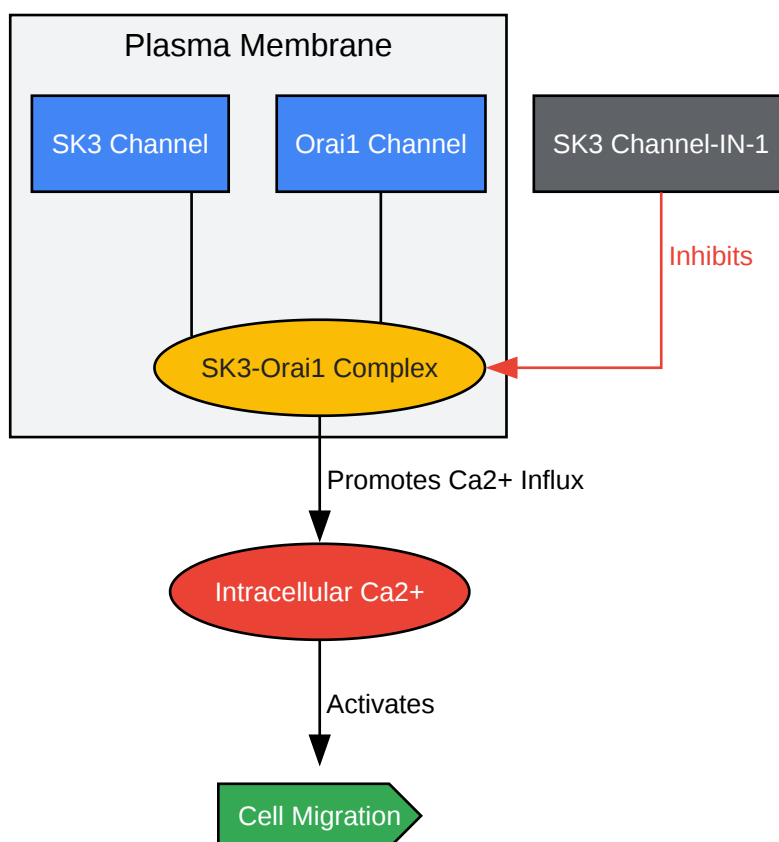 Plasma Membrane
SK3 Channel
Orai1 Channel
SK3 Channel-IN-1
Inhibits
SK3-Orai1 Complex
Promotes Ca2+ Influx
Intracellular Ca2+
Activates
Cell Migration